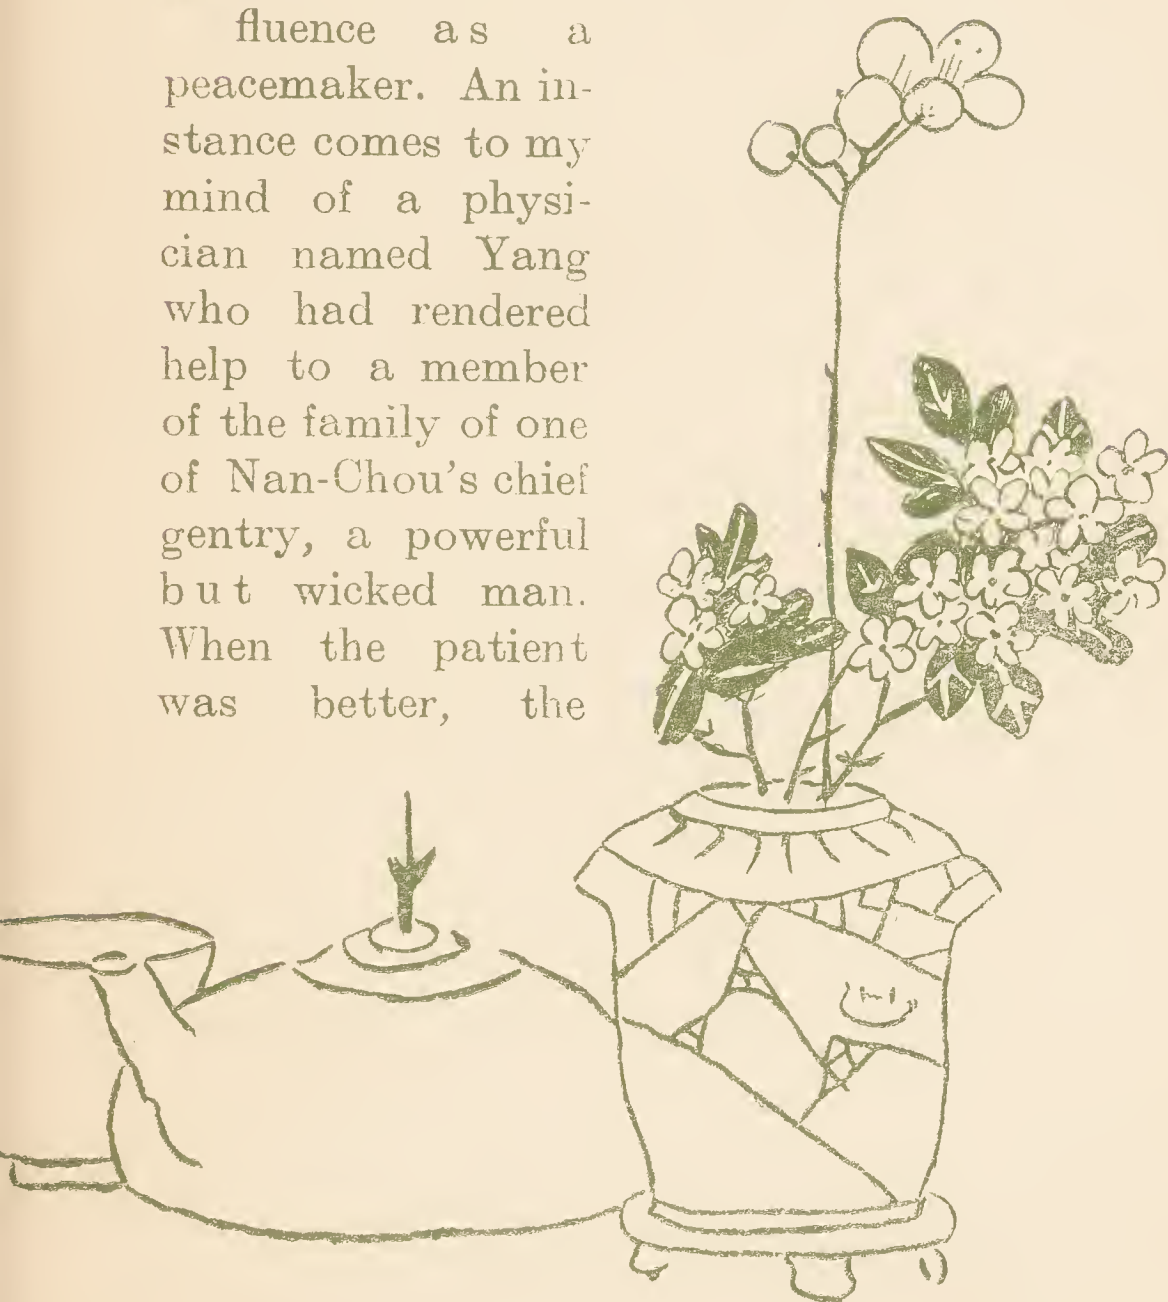 fluence as a
peacemaker. An in-
stance comes to my
mind of a physi-
cian named Yang
who had rendered
help to a member
of the family of one
of Nan-Chou's chief
gentry, a powerful
but wicked man.
When the patient
was better, the